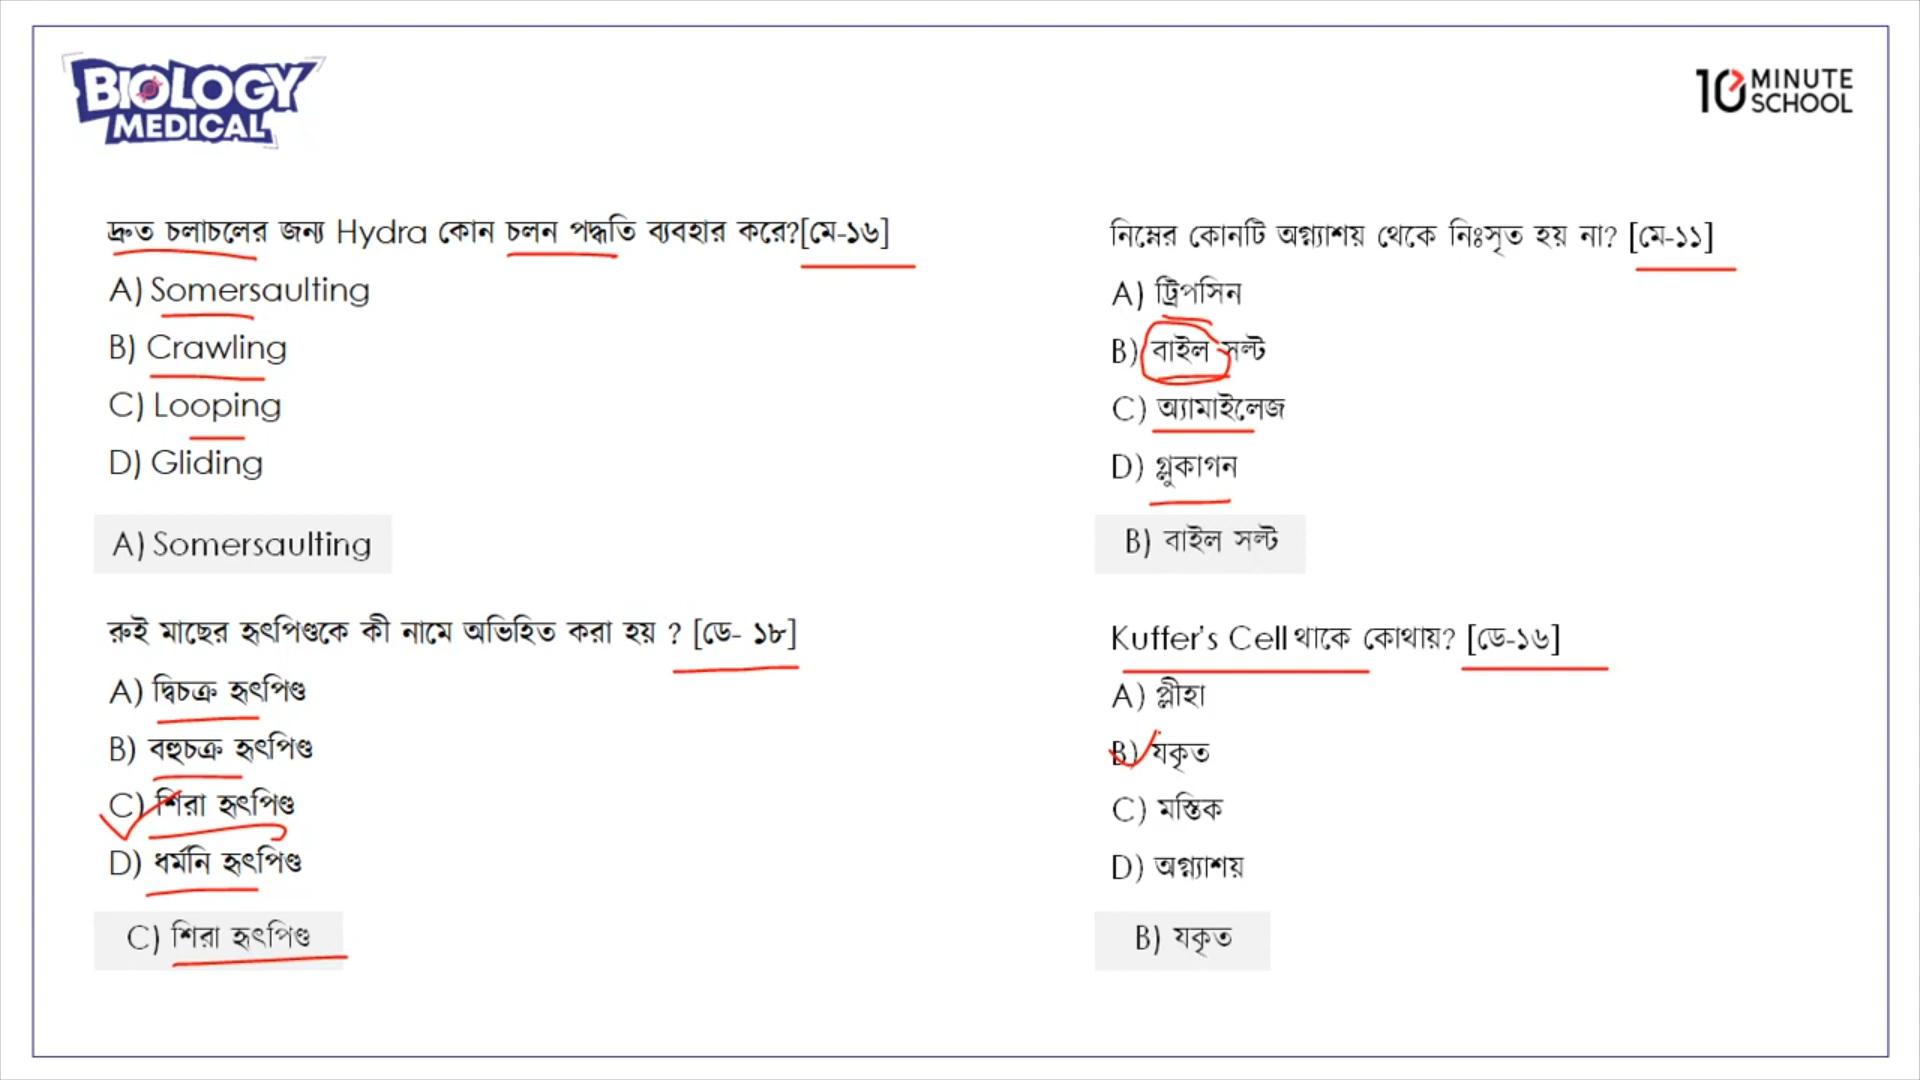 BIOLOGY
MEDICAL
10 MINUTE
SCHOOL
দ্রুত চলাচলের জন্য Hydra কোন চলন পদ্ধতি ব্যবহার করে?[মে-১৬]
A) Somersaulting
B) Crawling
C) Looping
D) Gliding
A) Somersaulting
রুই মাছের হৃৎপিণ্ডকে কী নামে অভিহিত করা হয় ? [ডে- ১৮]
A) দ্বিচক্র হৃৎপিণ্ড
B) বহুচক্র হৃৎপিণ্ড
C) শিরা হৃৎপিণ্ড
D) ধর্মনি হৃৎপিণ্ড
C) শিরা হৃৎপিণ্ড
নিম্নের কোনটি অগ্ন্যাশয় থেকে নিঃসৃত হয় না? [মে-১১]
A) ট্রিপসিন
B) বাইল সল্ট
C) অ্যামাইলেজ
D) গ্লুকাগন
B) বাইল সল্ট
Kuffer's Cell থাকে কোথায়? [ডে-১৬]
A) প্লীহা
B) যকৃত
C) মস্তিক
D) অগ্ন্যাশয়
B) যকৃত